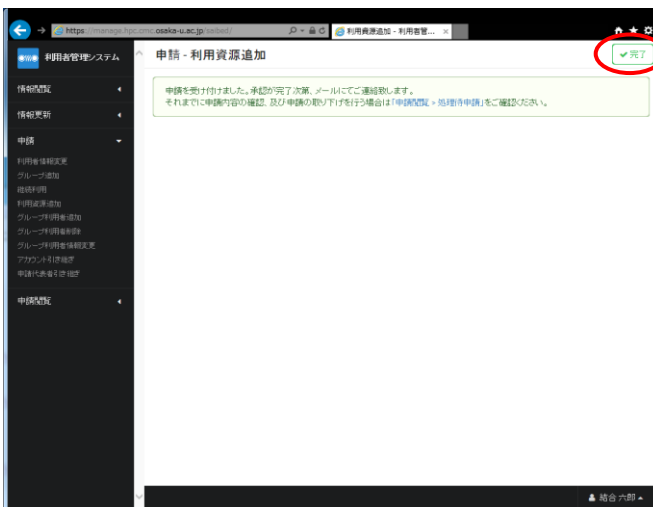 https://manage.hpc.cmc.osaka-u.ac.jp/saibed/
利用資源追加 - 利用者管...
利用者管理システム
申請 - 利用資源追加
完了
情報閲覧
申請を受け付けました。承認が完了次第、メールにてご連絡致します。
それまでに申請内容の確認、及び申請の取り下げを行う場合は「申請閲覧 > 処理待申請」をご確認ください。
情報更新
申請
利用者情報変更
グループ追加
継続利用
利用資源追加
グループ利用者追加
グループ利用者削除
グループ利用者情報変更
アカウント引き継ぎ
申請代表者引き継ぎ
申請閲覧
結合 六郎